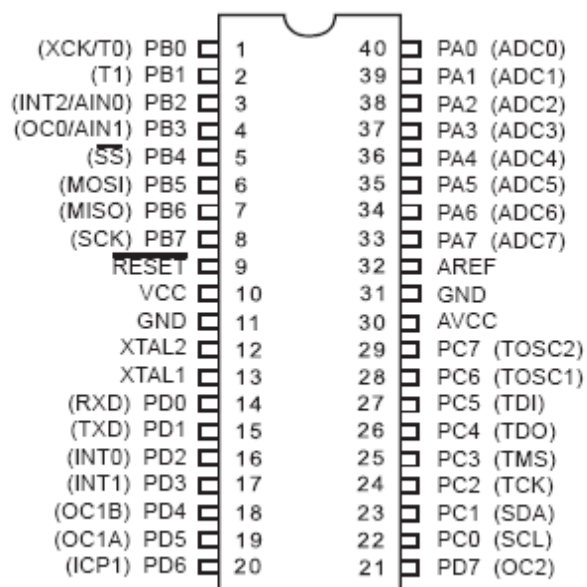 (XCK/T0) PB0 1 40 PA0 (ADC0)
(T1) PB1 2 39 PA1 (ADC1)
(INT2/AIN0) PB2 3 38 PA2 (ADC2)
(OC0/AIN1) PB3 4 37 PA3 (ADC3)
(SS) PB4 5 36 PA4 (ADC4)
(MOSI) PB5 6 35 PA5 (ADC5)
(MISO) PB6 7 34 PA6 (ADC6)
(SCK) PB7 8 33 PA7 (ADC7)
RESET 9 32 AREF
VCC 10 31 GND
GND 11 30 AVCC
XTAL2 12 29 PC7 (TOSC2)
XTAL1 13 28 PC6 (TOSC1)
(RXD) PD0 14 27 PC5 (TDI)
(TXD) PD1 15 26 PC4 (TDO)
(INT0) PD2 16 25 PC3 (TMS)
(INT1) PD3 17 24 PC2 (TCK)
(OC1B) PD4 18 23 PC1 (SDA)
(OC1A) PD5 19 22 PC0 (SCL)
(ICP1) PD6 20 21 PD7 (OC2)